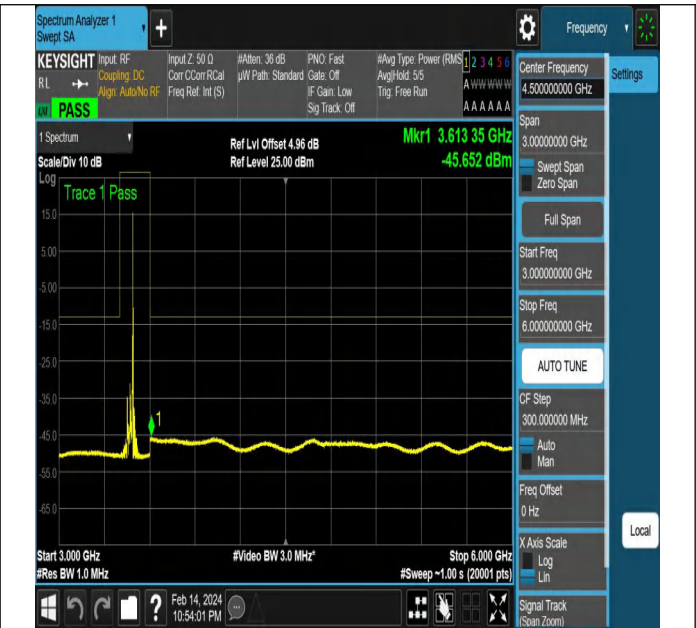 Spectrum Analyzer 1
Swept SA
Frequency
KEYSIGHT
RL
PASS
Input: RF
Coupling: DC
Align: Auto/No RF
Input Z: 50 Ω
Corr CCorr RCal
Freq Ref: Int (S)
#Atten: 36 dB
µW Path: Standard
PNO: Fast
Gate: Off
IF Gain: Low
Sig Track: Off
#Avg Type: Power (RMS
Avg|Hold: 5/5
Trig: Free Run
1 2 3 4 5 6
A W W W W W
A A A A A A
1 Spectrum
Scale/Div 10 dB
Ref Lvl Offset 4.96 dB
Ref Level 25.00 dBm
Mkr1 3.613 35 GHz
-45.652 dBm
Log
Trace 1 Pass
15.0
5.00
-5.00
-15.0
-25.0
-35.0
-45.0
-55.0
-65.0
1
Start 3.000 GHz
#Res BW 1.0 MHz
#Video BW 3.0 MHz*
Stop 6.000 GHz
#Sweep ~1.00 s (20001 pts)
Feb 14, 2024
10:54:01 PM
Center Frequency
4.500000000 GHz
Settings
Span
3.00000000 GHz
Swept Span
Zero Span
Full Span
Start Freq
3.000000000 GHz
Stop Freq
6.000000000 GHz
AUTO TUNE
CF Step
300.000000 MHz
Auto
Man
Freq Offset
0 Hz
X Axis Scale
Log
Lin
Local
Signal Track
(Span Zoom)